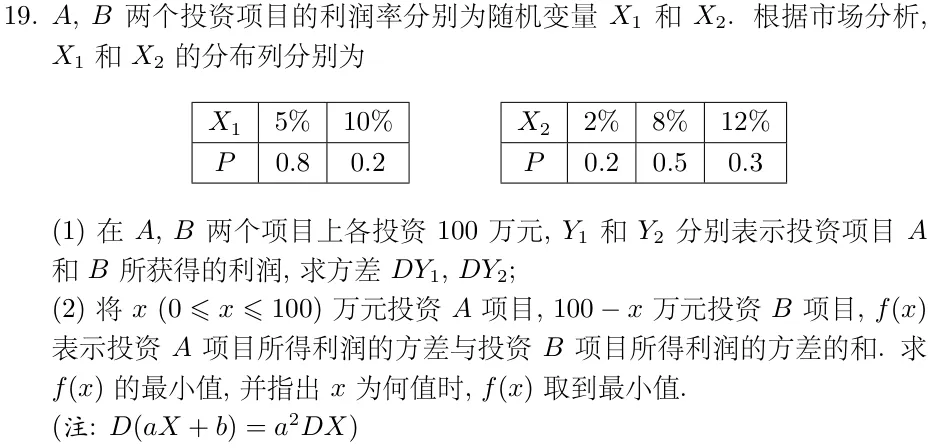 19. A, B 两个投资项目的利润率分别为随机变量 X₁ 和 X₂. 根据市场分析,
X₁ 和 X₂ 的分布列分别为
X₁ 5% 10% X₂ 2% 8% 12%
P 0.8 0.2 P 0.2 0.5 0.3
(1) 在 A, B 两个项目上各投资 100 万元, Y₁ 和 Y₂ 分别表示投资项目 A
和 B 所获得的利润, 求方差 DY₁, DY₂;
(2) 将 x (0 ⩽ x ⩽ 100) 万元投资 A 项目, 100 − x 万元投资 B 项目, f(x)
表示投资 A 项目所得利润的方差与投资 B 项目所得利润的方差的和. 求
f(x) 的最小值, 并指出 x 为何值时, f(x) 取到最小值.
(注: D(aX + b) = a²DX)